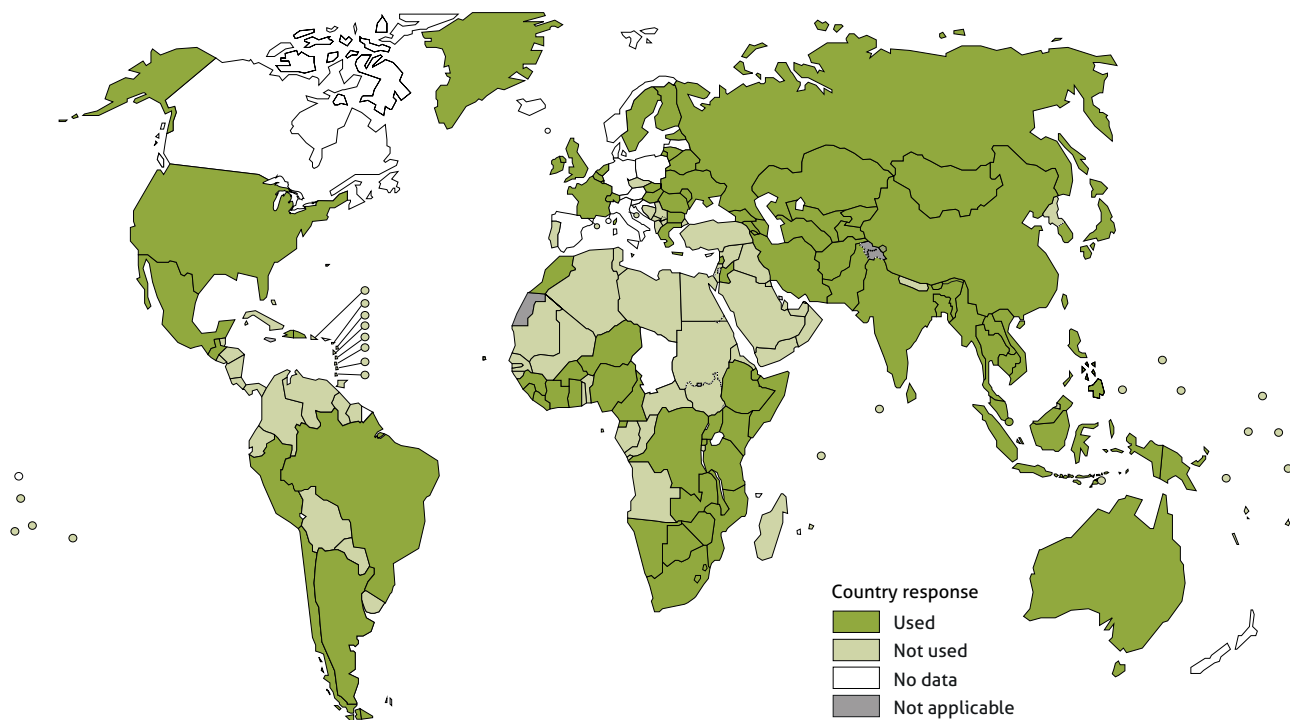 Country response
Used
Not used
No data
Not applicable